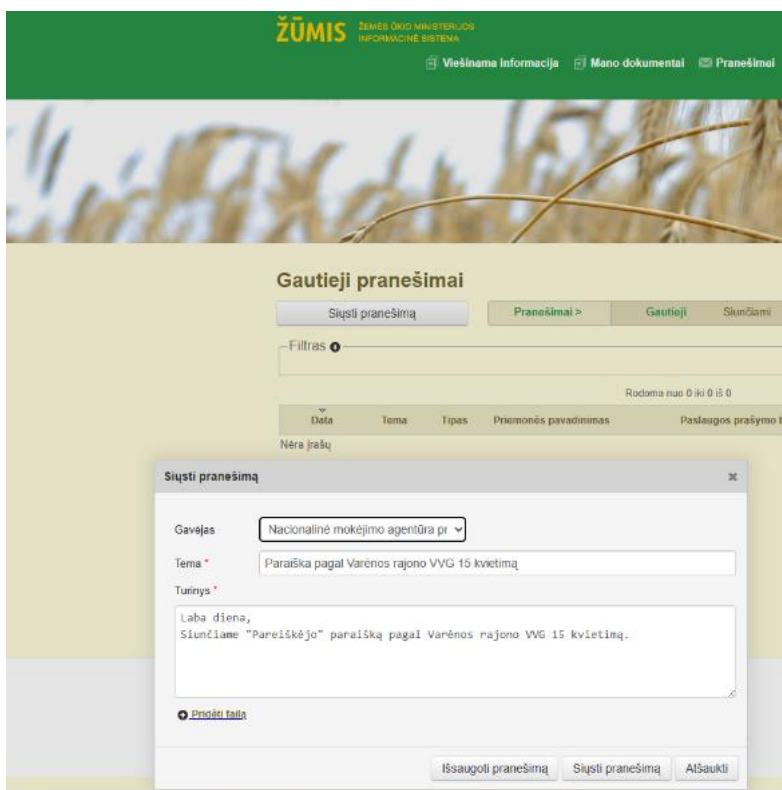 ŽŪMIS ŽEMĖS ŪKIO MINISTERIJOS
INFORMACINĖ SISTEMA
Viešinama informacija Mano dokumentai Pranešimai
Gautieji pranešimai
Siųsti pranešimą Pranešimai > Gautieji Siunčiami
Filtras
Rodoma nuo 0 iki 0 iš 0
Data Tema Tipas Priemonės pavadinimas Paslaugos prašymo
Nėra įrašų
Siųsti pranešimą
Gavėjas Nacionalinė mokėjimo agentūra pr
Tema * Paraiška pagal Varėnos rajono VVG 15 kvietimą
Turinys *
Laba diena,
Siunčiame "Pareiškėjo" paraišką pagal Varėnos rajono VVG 15 kvietimą.
Pridėti failą
Išsaugoti pranešimą Siųsti pranešimą Atšaukti